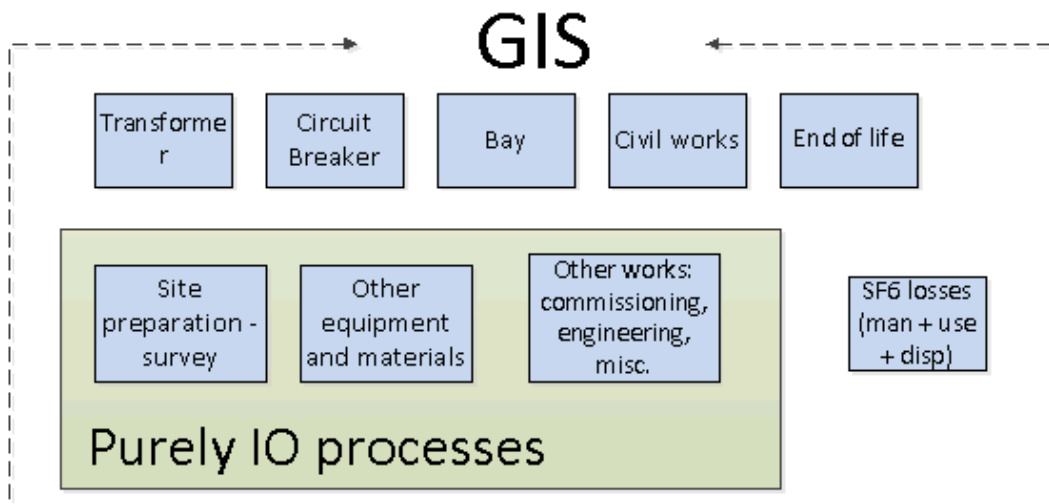 GIS
Transforme
r
Circuit
Breaker
Bay
Civil works
End of life
Site
preparation -
survey
Other
equipment
and materials
Other works:
commissioning,
engineering,
misc.
SF6 losses
(man + use
+ disp)
Purely IO processes